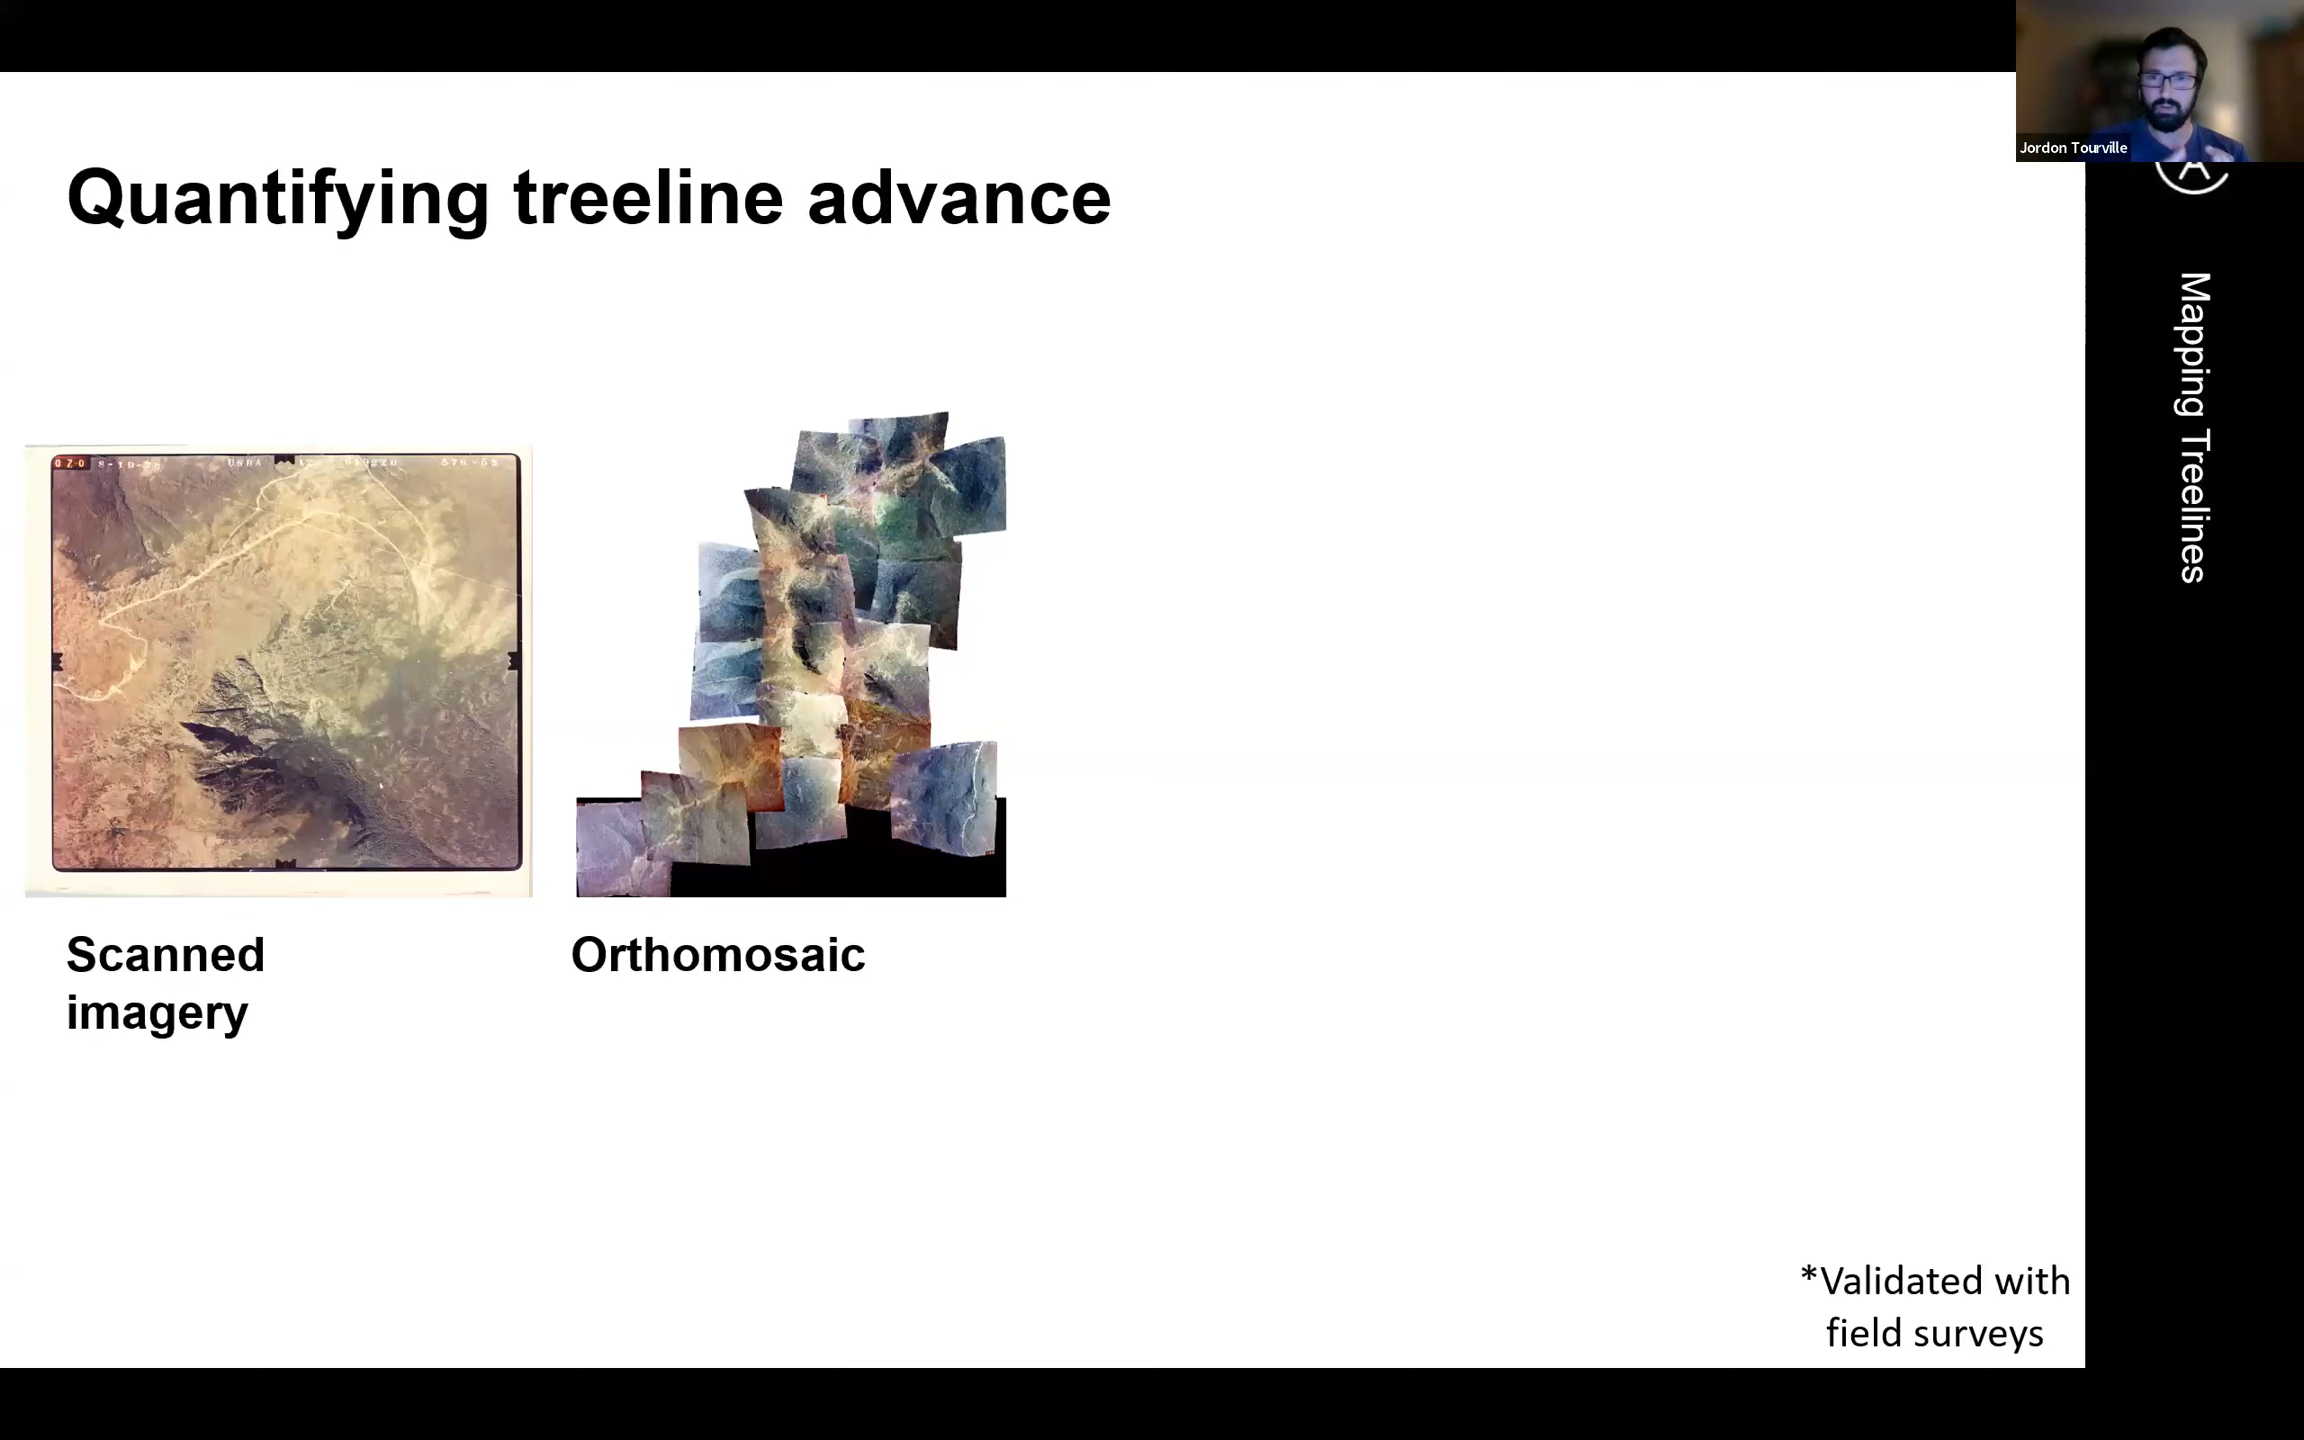 Jordon Tourville
Quantifying treeline advance
Mapping Treelines
USDA
Scanned
imagery
Orthomosaic
*Validated with
field surveys